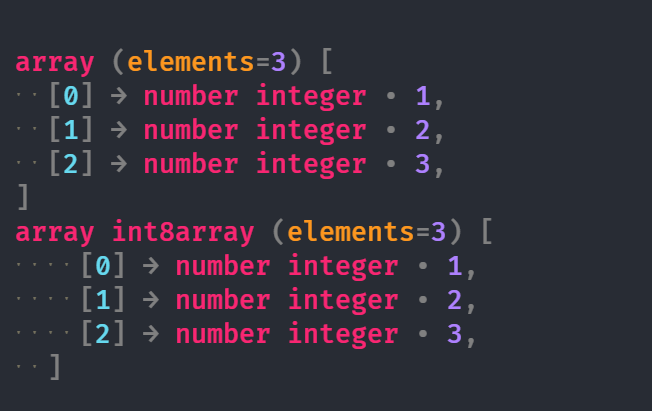 array (elements=3) [
··[0] → number integer • 1,
··[1] → number integer • 2,
··[2] → number integer • 3,
]
array int8array (elements=3) [
····[0] → number integer • 1,
····[1] → number integer • 2,
····[2] → number integer • 3,
··]